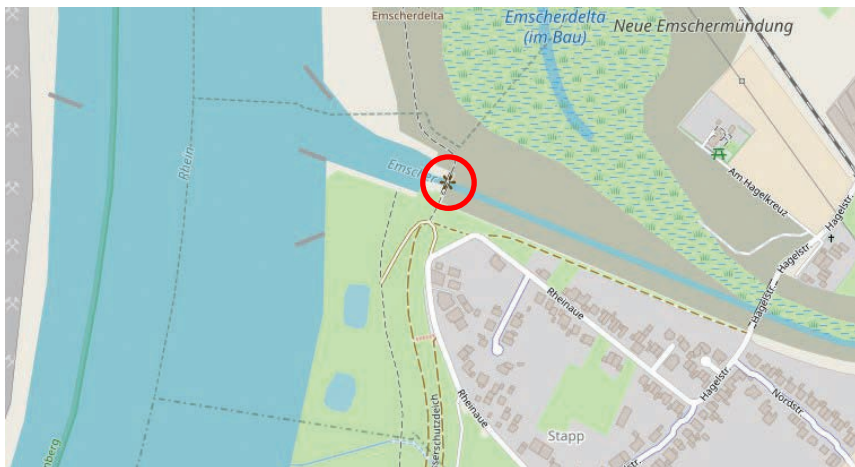 Emscherdelta
Emscherdelta
(im Bau)
Neue Emschermündung
Rhein
Emscher
Am Hagelkreuz
Hagelstr.
Hagelstr.
Hagelstr.
Rheinaue
Rheinaue
Hagelstr.
Nordstr.
Stapp